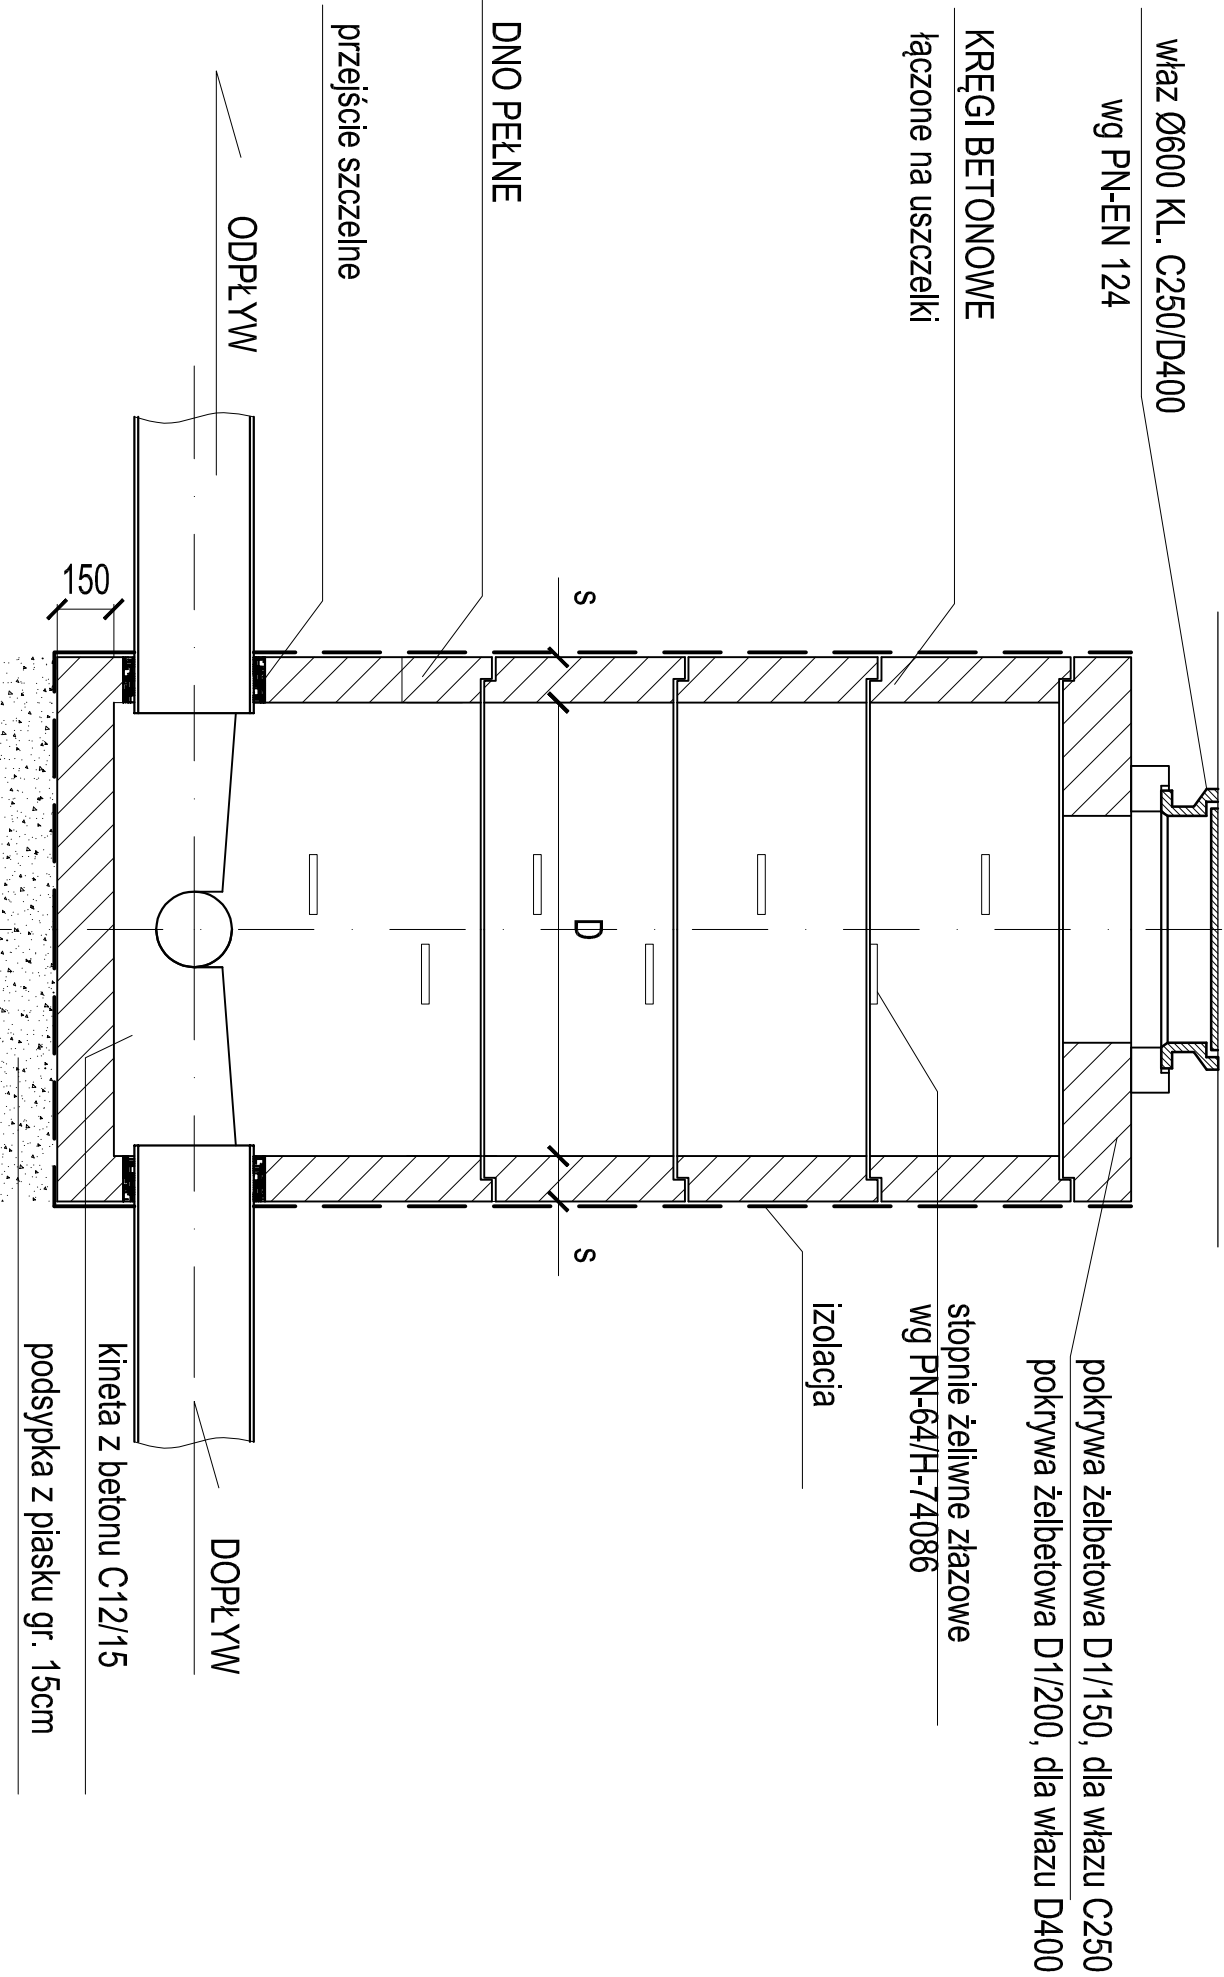 właz Ø600 KL. C250/D400
wg PN-EN 124
KRĘGI BETONOWE
łączone na uszczelki
DNO PEŁNE
przejście szczelne
ODPŁYW
150
s
D
s
pokrywa żelbetowa D1/150, dla włazu C250
pokrywa żelbetowa D1/200, dla włazu D400
stopnie żeliwne złazowe
wg PN-64/H-74086
izolacja
DOPŁYW
kineta z betonu C12/15
podsypka z piasku gr. 15cm